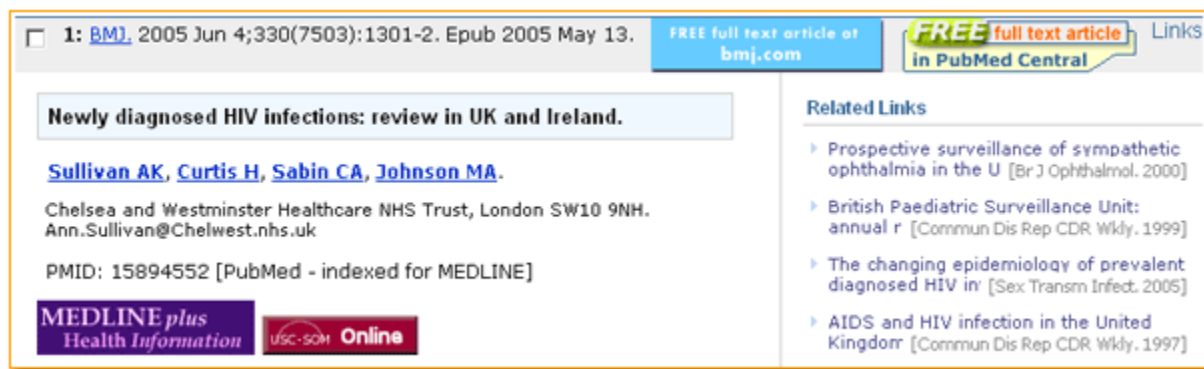 1: BMJ. 2005 Jun 4;330(7503):1301-2. Epub 2005 May 13.
FREE full text article at
bmj.com
FREE full text article
in PubMed Central
Links
Newly diagnosed HIV infections: review in UK and Ireland.
Sullivan AK, Curtis H, Sabin CA, Johnson MA.
Chelsea and Westminster Healthcare NHS Trust, London SW10 9NH.
Ann.Sullivan@Chelwest.nhs.uk
PMID: 15894552 [PubMed - indexed for MEDLINE]
MEDLINE plus
Health Information
USC-SOM Online
Related Links
Prospective surveillance of sympathetic
ophthalmia in the U [Br J Ophthalmol. 2000]
British Paediatric Surveillance Unit:
annual r [Commun Dis Rep CDR Wkly. 1999]
The changing epidemiology of prevalent
diagnosed HIV in [Sex Transm Infect. 2005]
AIDS and HIV infection in the United
Kingdom [Commun Dis Rep CDR Wkly. 1997]